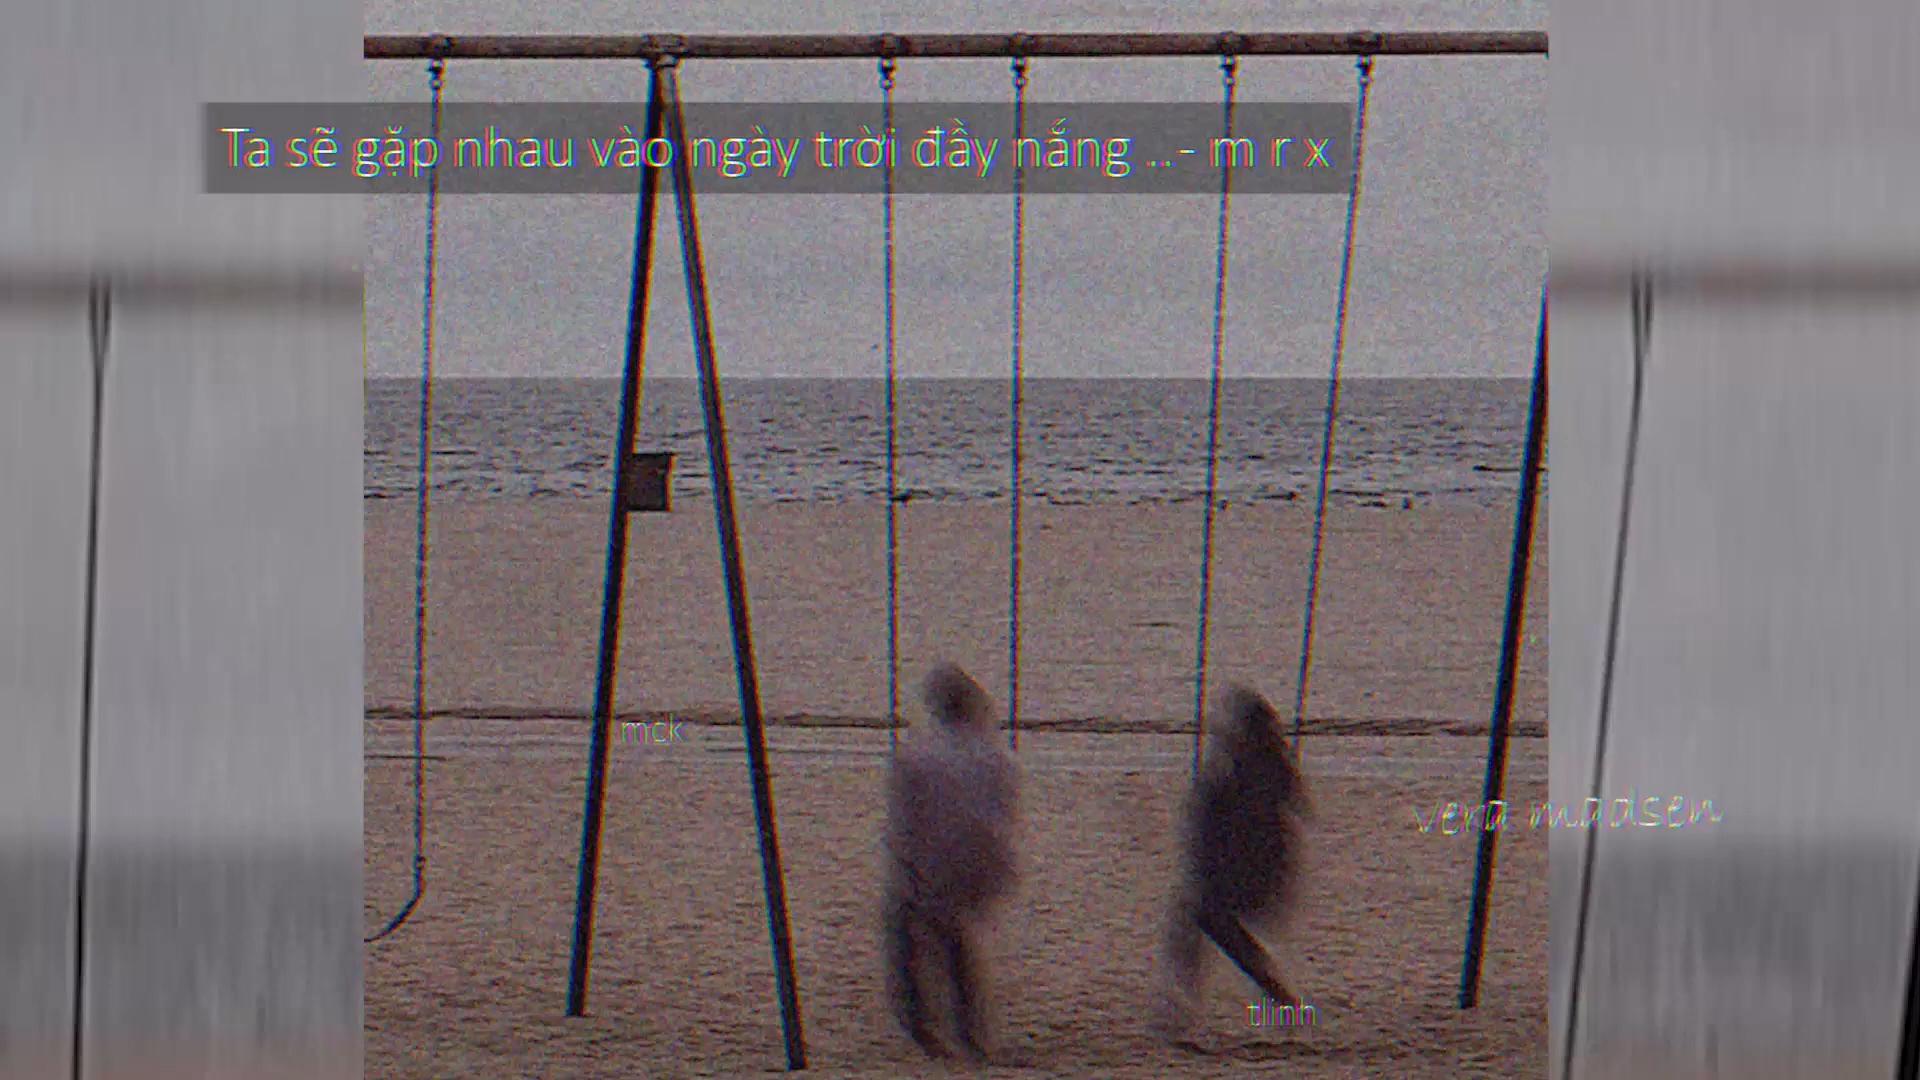 Ta sẽ gặp nhau vào ngày trời đầy nắng ..- m r x
mck
vera madsen
tlinh